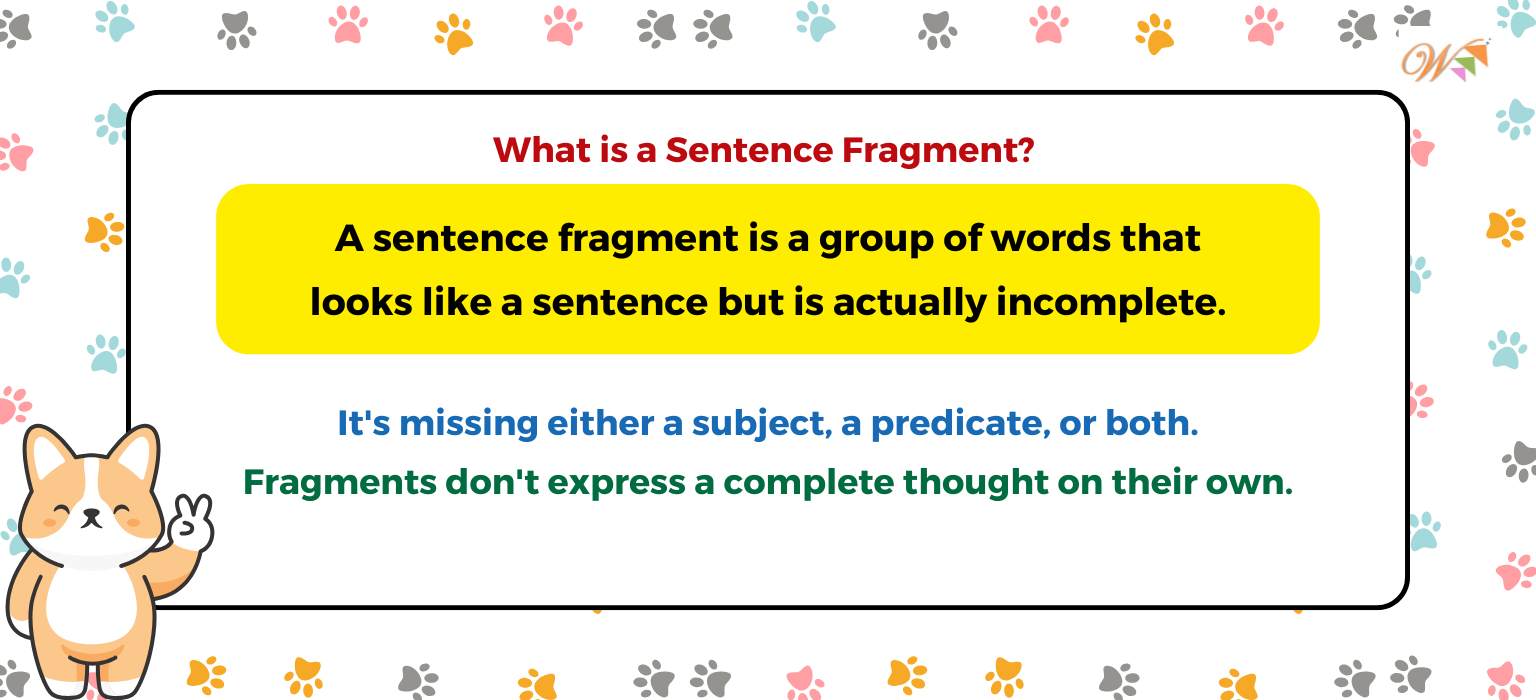 W
What is a Sentence Fragment?
A sentence fragment is a group of words that
looks like a sentence but is actually incomplete.
It's missing either a subject, a predicate, or both.
Fragments don't express a complete thought on their own.